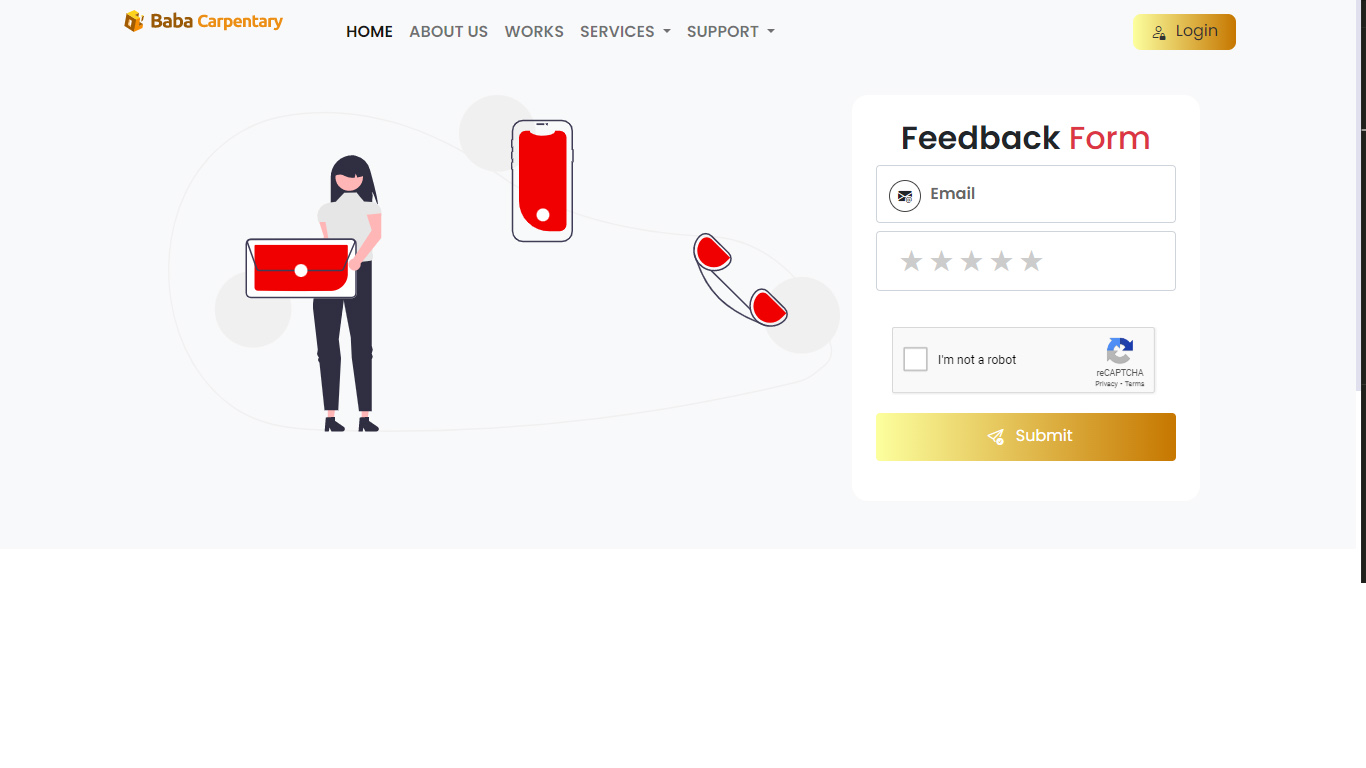 Baba Carpentary
HOME ABOUT US WORKS SERVICES SUPPORT
Login
Feedback Form
Email
I'm not a robot
reCAPTCHA
Privacy - Terms
Submit